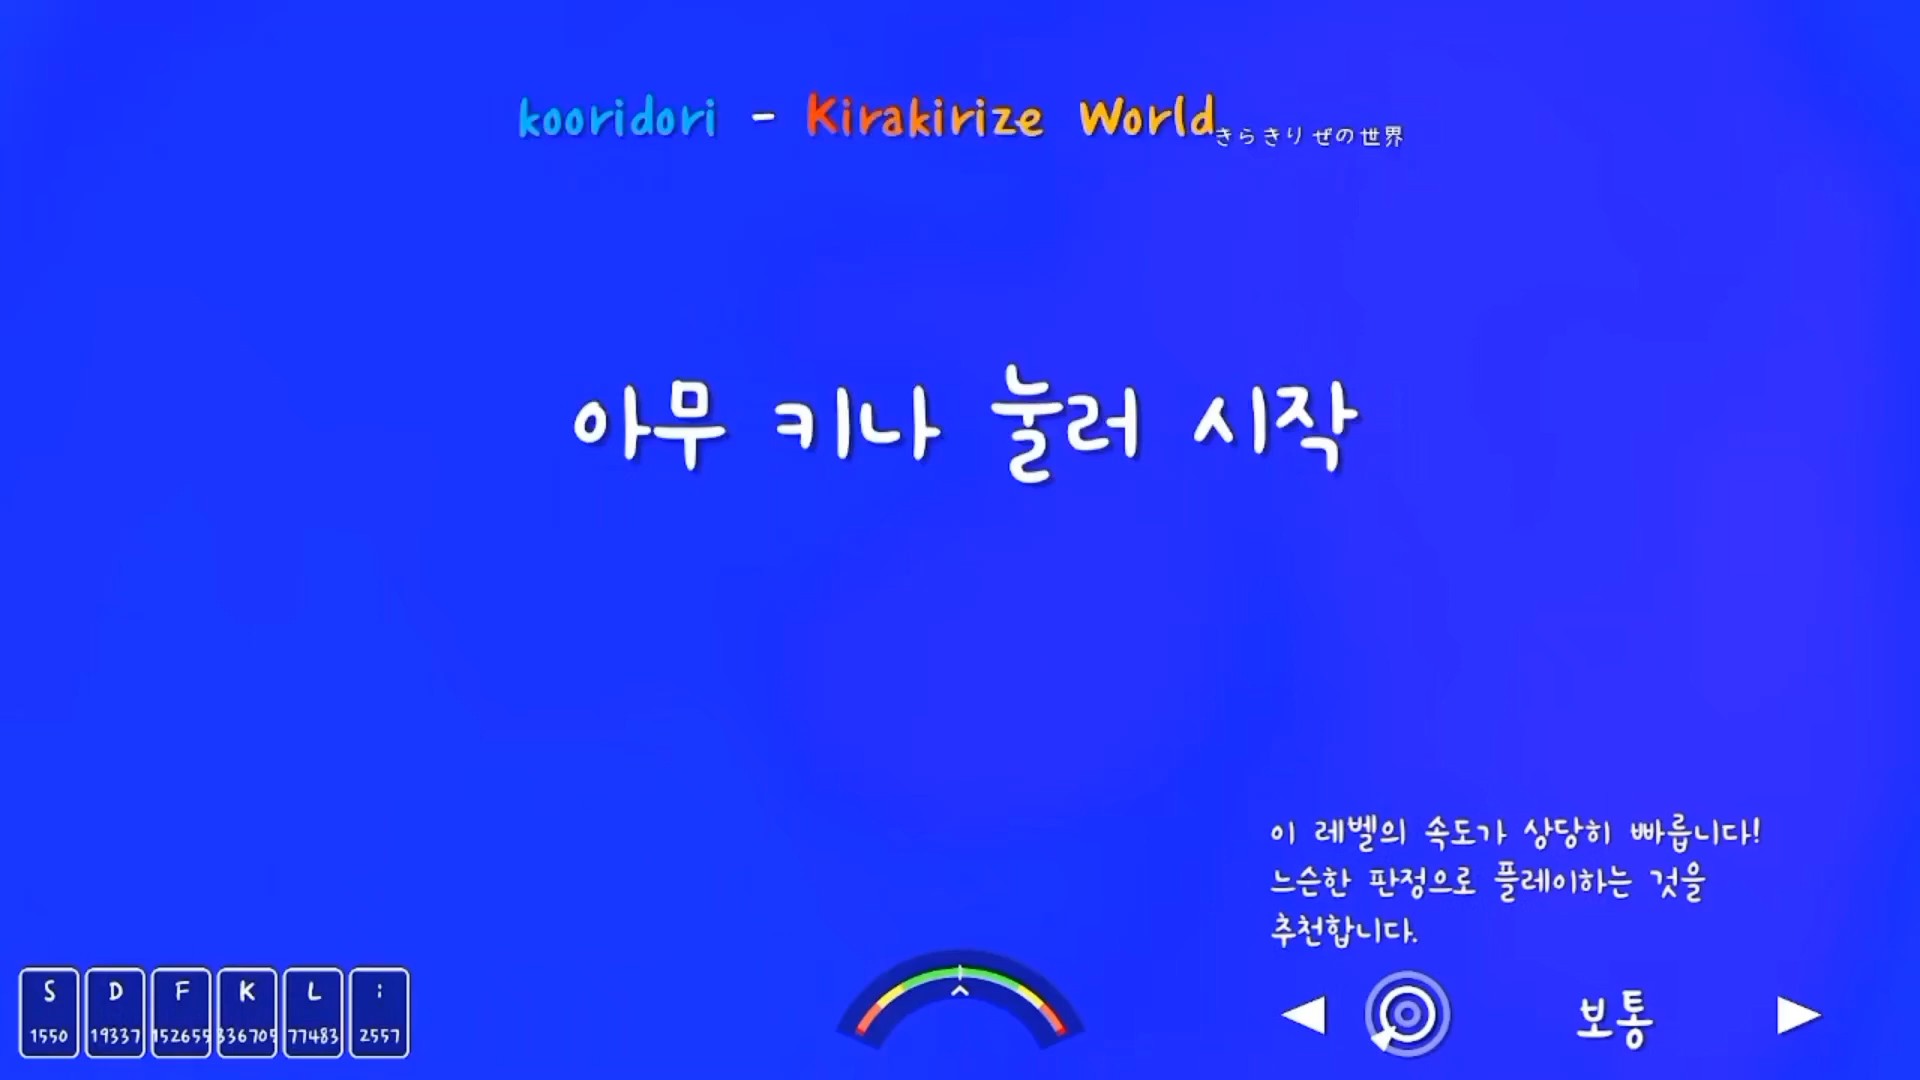 kooridori - Kirakirize World きらきりぜの世界
아무 키나 눌러 시작
이 레벨의 속도가 상당히 빠릅니다!
느슨한 판정으로 플레이하는 것을
추천합니다.
보통
S D F K L ;
1550 19337 152655 336705 77483 2557